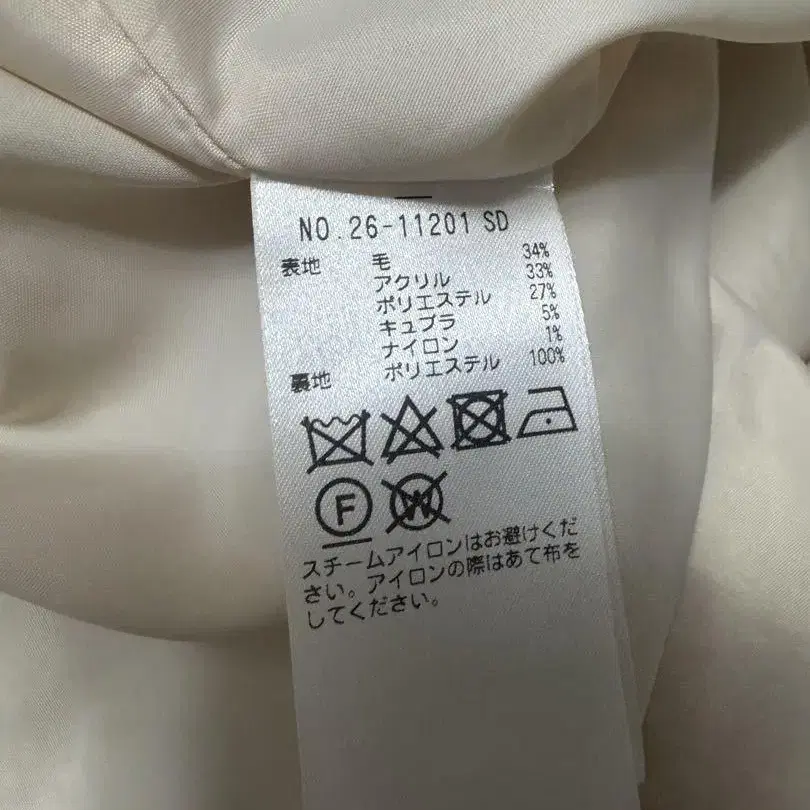 NO.26-11201 SD
表地 毛 34%
アクリル 33%
ポリエステル 27%
キュプラ 5%
ナイロン 1%
裏地 ポリエステル 100%
F W
スチームアイロンはお避けくだ
さい。アイロンの際はあて布を
してください。